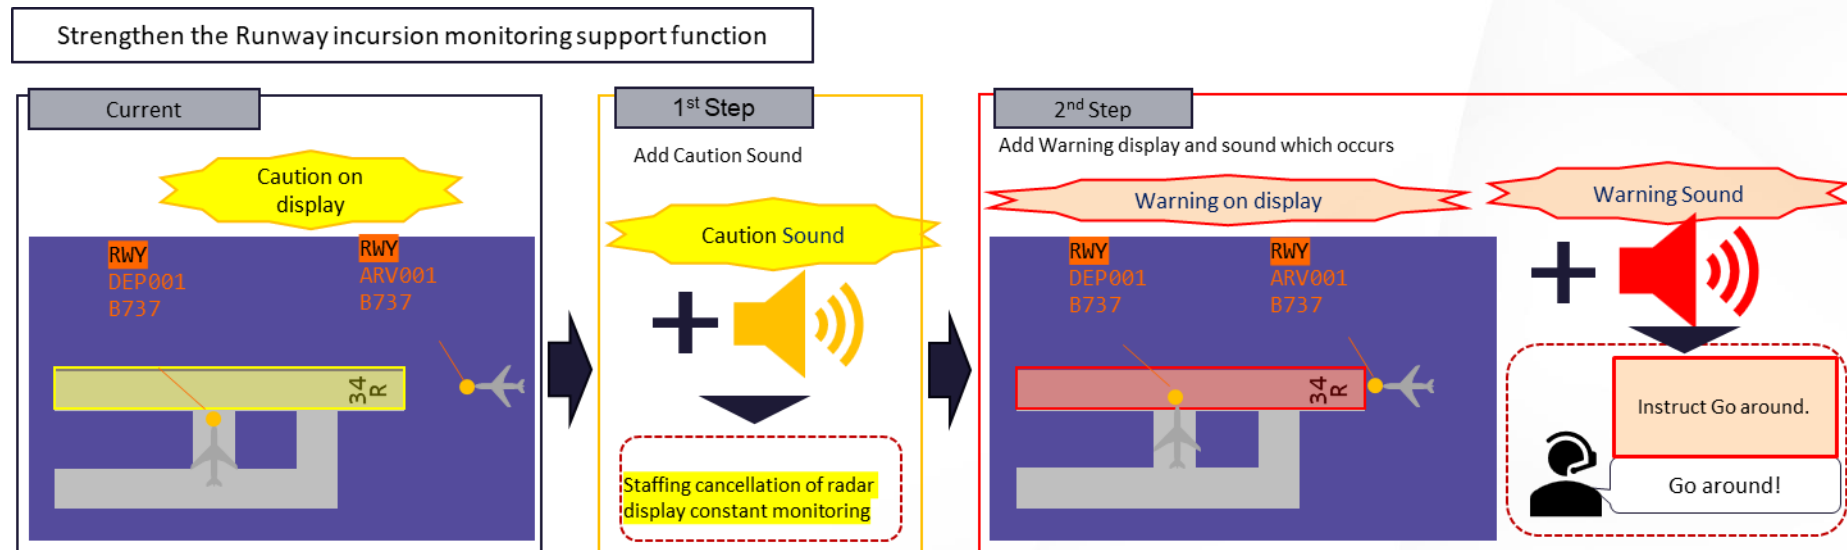 Strengthen the Runway incursion monitoring support function
Current
Caution on
display
RWY
DEP001
B737
RWY
ARV001
B737
34
R
1st Step
Add Caution Sound
Caution Sound
Staffing cancellation of radar
display constant monitoring
2nd Step
Add Warning display and sound which occurs
Warning on display
Warning Sound
RWY
DEP001
B737
RWY
ARV001
B737
34
R
Instruct Go around.
Go around!